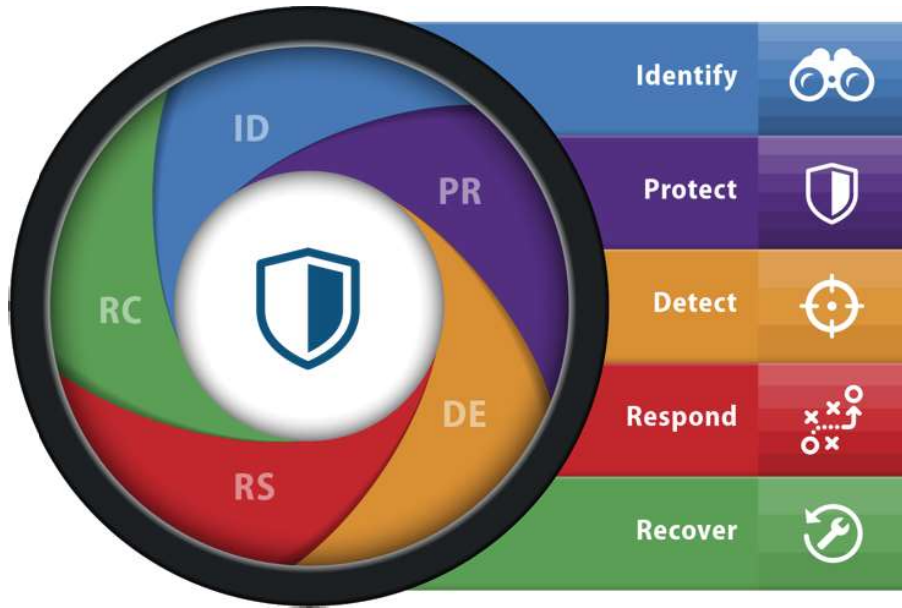 Identify
ID
Protect
PR
Detect
RC
Respond
DE
RS
Recover